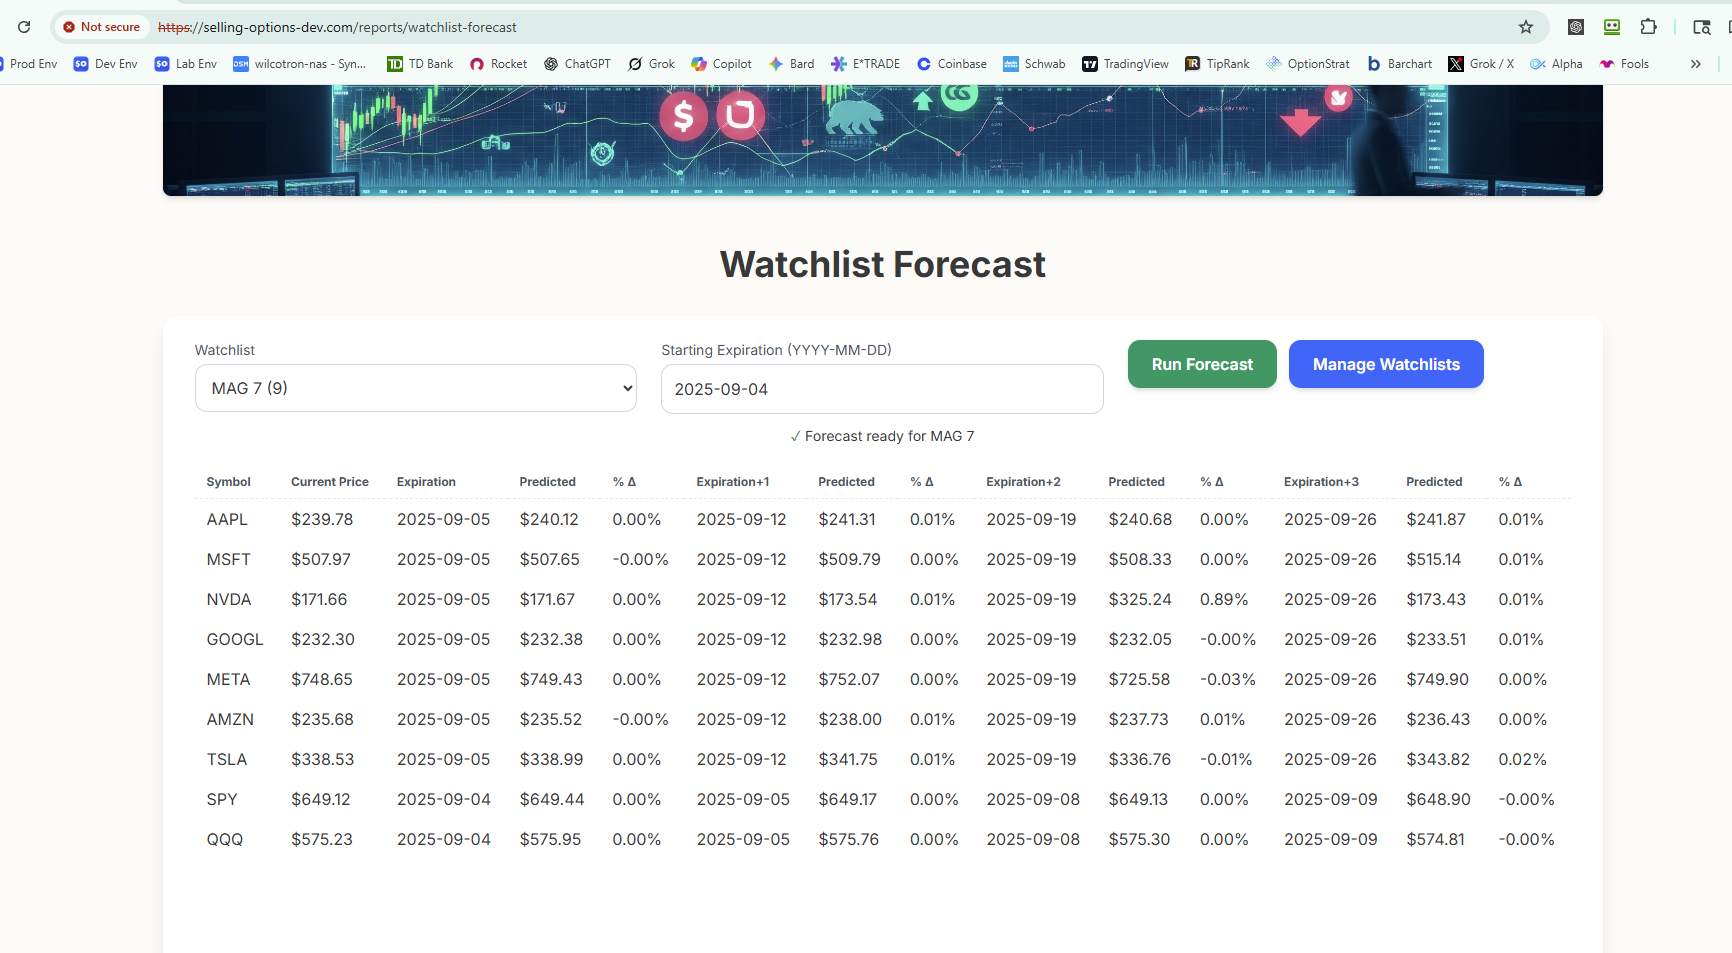 Not secure https://selling-options-dev.com/reports/watchlist-forecast
Prod Env Dev Env Lab Env wilcotron-nas - Syn... TD Bank Rocket ChatGPT Grok Copilot Bard E*TRADE Coinbase Schwab TradingView TipRank OptionStrat Barchart Grok / X Alpha Fools
Watchlist Forecast
Watchlist
MAG 7 (9)
Starting Expiration (YYYY-MM-DD)
2025-09-04
Run Forecast
Manage Watchlists
✓ Forecast ready for MAG 7
Symbol Current Price Expiration Predicted % Δ Expiration+1 Predicted % Δ Expiration+2 Predicted % Δ Expiration+3 Predicted % Δ
AAPL $239.78 2025-09-05 $240.12 0.00% 2025-09-12 $241.31 0.01% 2025-09-19 $240.68 0.00% 2025-09-26 $241.87 0.01%
MSFT $507.97 2025-09-05 $507.65 -0.00% 2025-09-12 $509.79 0.00% 2025-09-19 $508.33 0.00% 2025-09-26 $515.14 0.01%
NVDA $171.66 2025-09-05 $171.67 0.00% 2025-09-12 $173.54 0.01% 2025-09-19 $325.24 0.89% 2025-09-26 $173.43 0.01%
GOOGL $232.30 2025-09-05 $232.38 0.00% 2025-09-12 $232.98 0.00% 2025-09-19 $232.05 -0.00% 2025-09-26 $233.51 0.01%
META $748.65 2025-09-05 $749.43 0.00% 2025-09-12 $752.07 0.00% 2025-09-19 $725.58 -0.03% 2025-09-26 $749.90 0.00%
AMZN $235.68 2025-09-05 $235.52 -0.00% 2025-09-12 $238.00 0.01% 2025-09-19 $237.73 0.01% 2025-09-26 $236.43 0.00%
TSLA $338.53 2025-09-05 $338.99 0.00% 2025-09-12 $341.75 0.01% 2025-09-19 $336.76 -0.01% 2025-09-26 $343.82 0.02%
SPY $649.12 2025-09-04 $649.44 0.00% 2025-09-05 $649.17 0.00% 2025-09-08 $649.13 0.00% 2025-09-09 $648.90 -0.00%
QQQ $575.23 2025-09-04 $575.95 0.00% 2025-09-05 $575.76 0.00% 2025-09-08 $575.30 0.00% 2025-09-09 $574.81 -0.00%